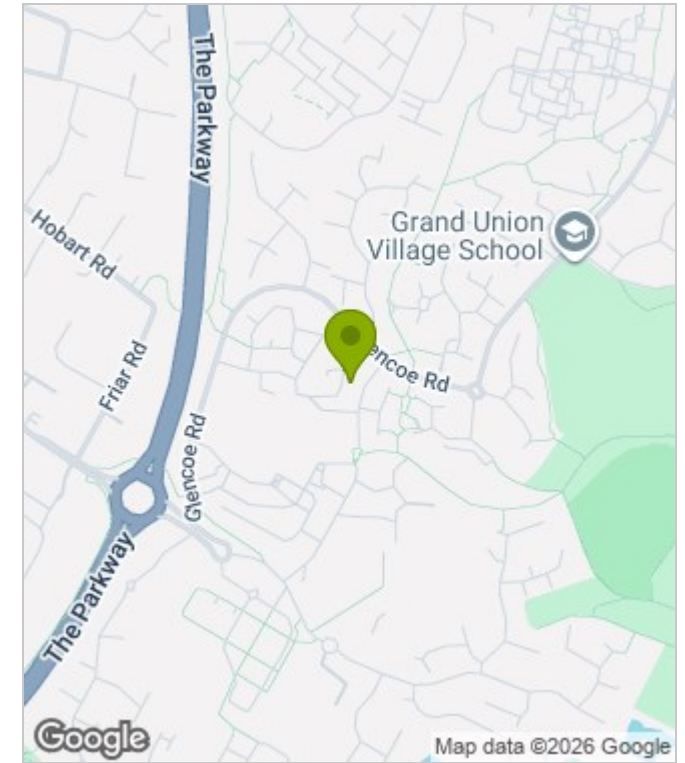 The Parkway
Grand Union
Village School
Hobart Rd
encoe Rd
Friar Rd
Glencoe Rd
The Parkway
Google
Map data ©2026 Google